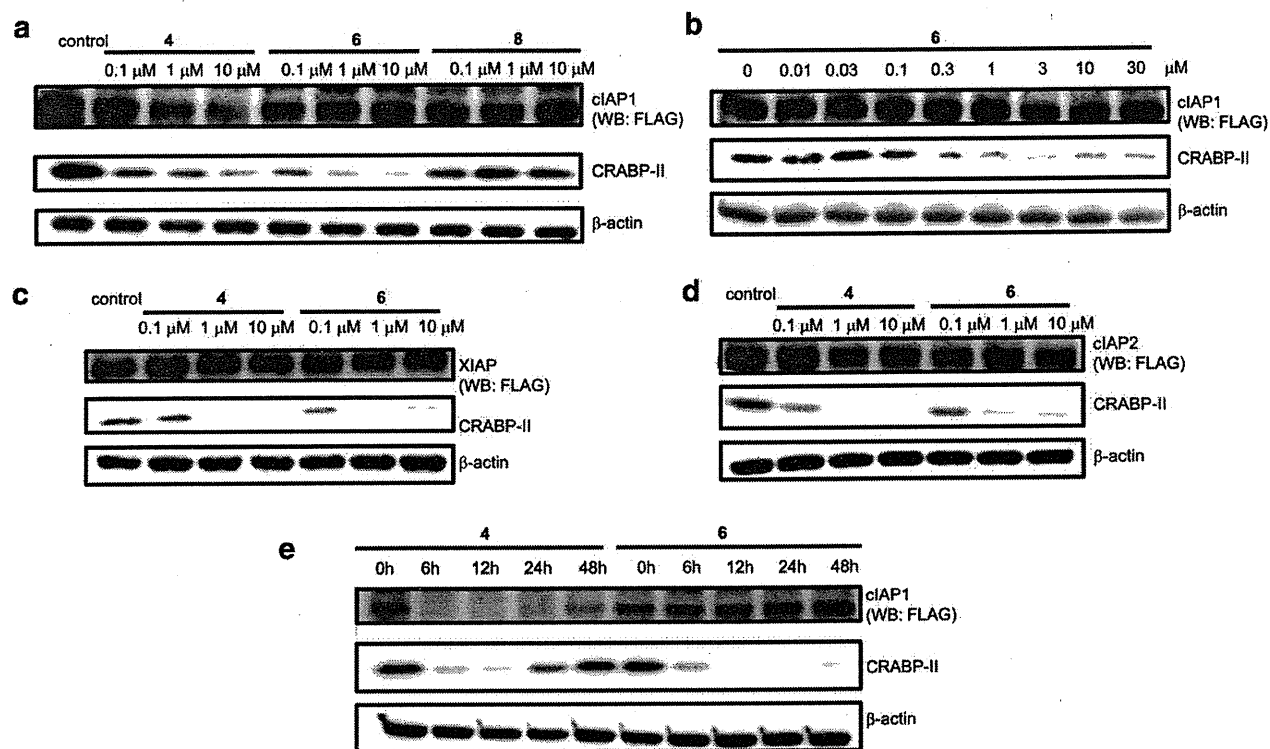 a
control 4 6 8
0.1 μM 1 μM 10 μM 0.1 μM 1 μM 10 μM 0.1 μM 1 μM 10 μM
cIAP1
(WB: FLAG)
CRABP-II
β-actin
b
6
0 0.01 0.03 0.1 0.3 1 3 10 30 μM
cIAP1
(WB: FLAG)
CRABP-II
β-actin
c
control 4 6
0.1 μM 1 μM 10 μM 0.1 μM 1 μM 10 μM
XIAP
(WB: FLAG)
CRABP-II
β-actin
d
control 4 6
0.1 μM 1 μM 10 μM 0.1 μM 1 μM 10 μM
cIAP2
(WB: FLAG)
CRABP-II
β-actin
e
4 6
0h 6h 12h 24h 48h 0h 6h 12h 24h 48h
cIAP1
(WB: FLAG)
CRABP-II
β-actin